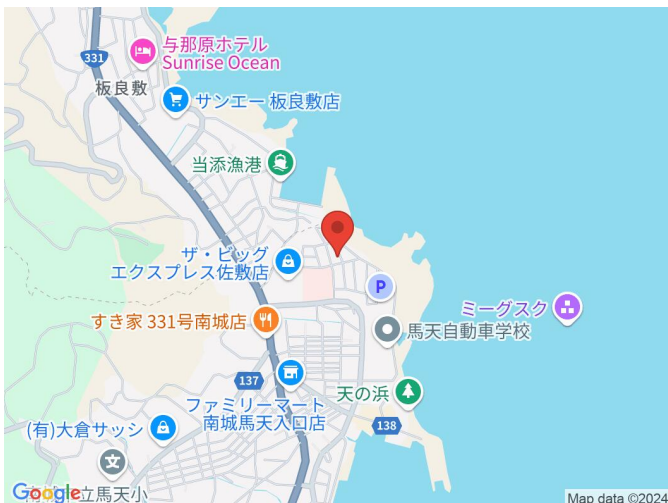 与那原ホテル
Sunrise Ocean
331
板良敷
サンエー 板良敷店
当添漁港
ザ・ビッグ
エクスプレス佐敷店
P
ミーグスク
すき家 331号南城店
馬天自動車学校
137
ファミリーマート
南城馬天入口店
天の浜
138
(有)大倉サッシ
文
Google
立馬天小
Map data ©2024